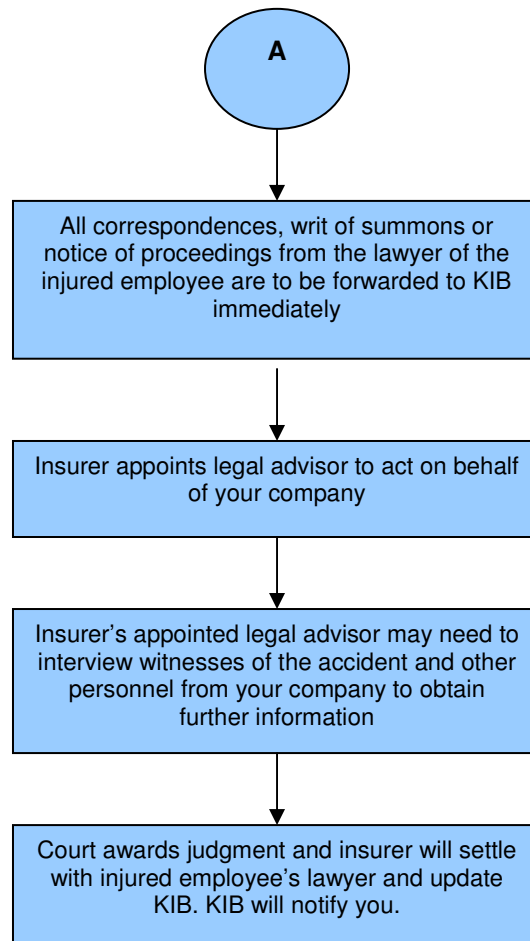 A
All correspondences, writ of summons or
notice of proceedings from the lawyer of the
injured employee are to be forwarded to KIB
immediately
Insurer appoints legal advisor to act on behalf
of your company
Insurer’s appointed legal advisor may need to
interview witnesses of the accident and other
personnel from your company to obtain
further information
Court awards judgment and insurer will settle
with injured employee’s lawyer and update
KIB. KIB will notify you.